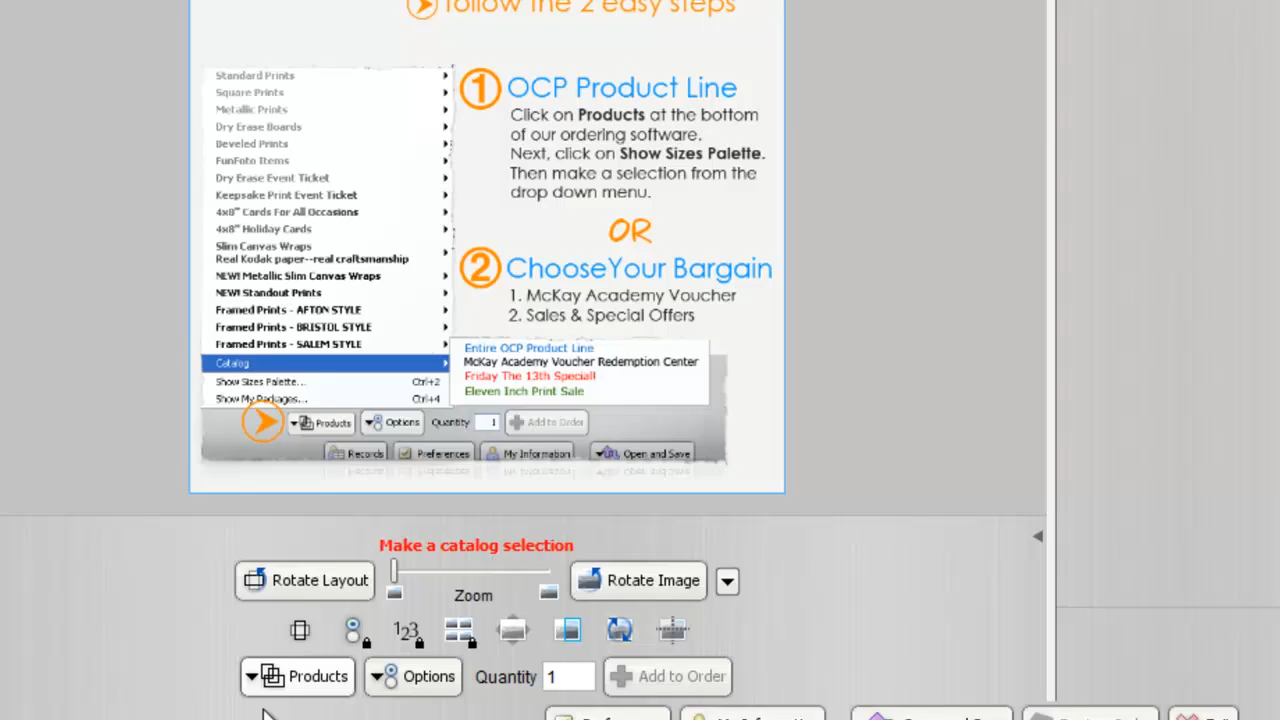 follow the 2 easy steps
Standard Prints
Square Prints
Metallic Prints
Dry Erase Boards
Beveled Prints
FunFoto Items
Dry Erase Event Ticket
Keepsake Print Event Ticket
4x8" Cards For All Occasions
4x8" Holiday Cards
Slim Canvas Wraps
Real Kodak paper--real craftsmanship
NEW! Metallic Slim Canvas Wraps
NEW! Standout Prints
Framed Prints - AFTON STYLE
Framed Prints - BRISTOL STYLE
Framed Prints - SALEM STYLE
Catalog
Show Sizes Palette... Ctrl+2
Show My Packages... Ctrl+4
1 OCP Product Line
Click on Products at the bottom
of our ordering software.
Next, click on Show Sizes Palette.
Then make a selection from the
drop down menu.
OR
2 ChooseYour Bargain
1. McKay Academy Voucher
2. Sales & Special Offers
Entire OCP Product Line
McKay Academy Voucher Redemption Center
Friday The 13th Special!
Eleven Inch Print Sale
Products Options Quantity 1 Add to Order
Records Preferences My Information Open and Save
Make a catalog selection
Rotate Layout Zoom Rotate Image
123
Products Options Quantity 1 Add to Order